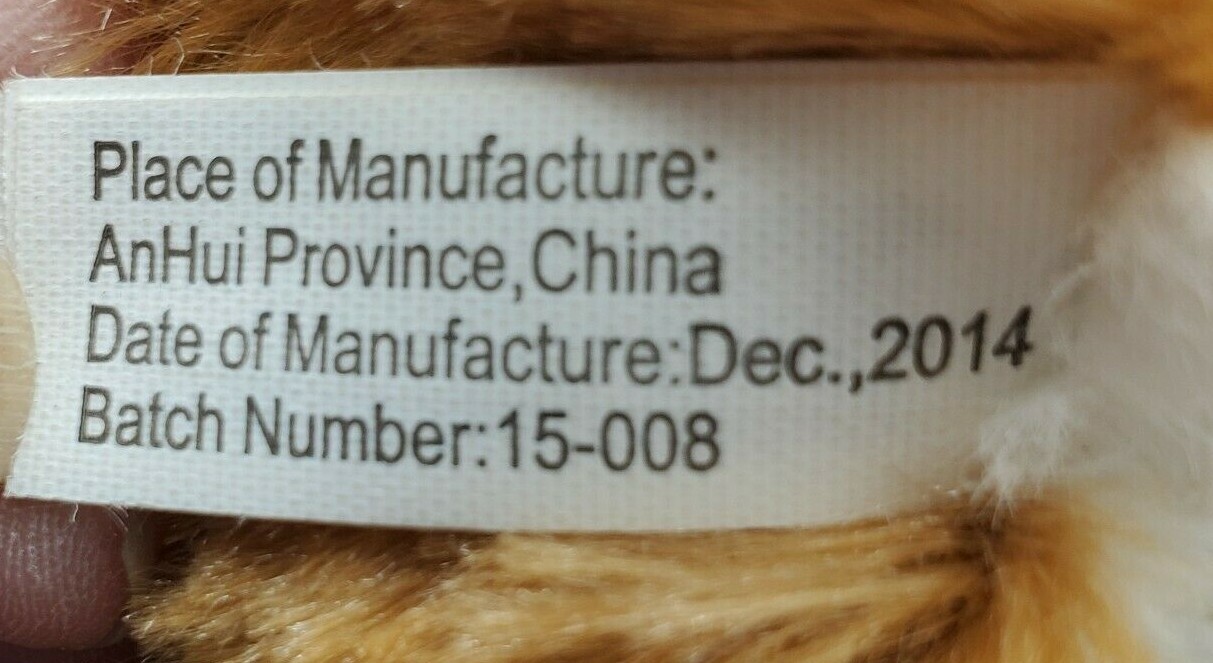 Place of Manufacture:
AnHui Province,China
Date of Manufacture:Dec.,2014
Batch Number:15-008